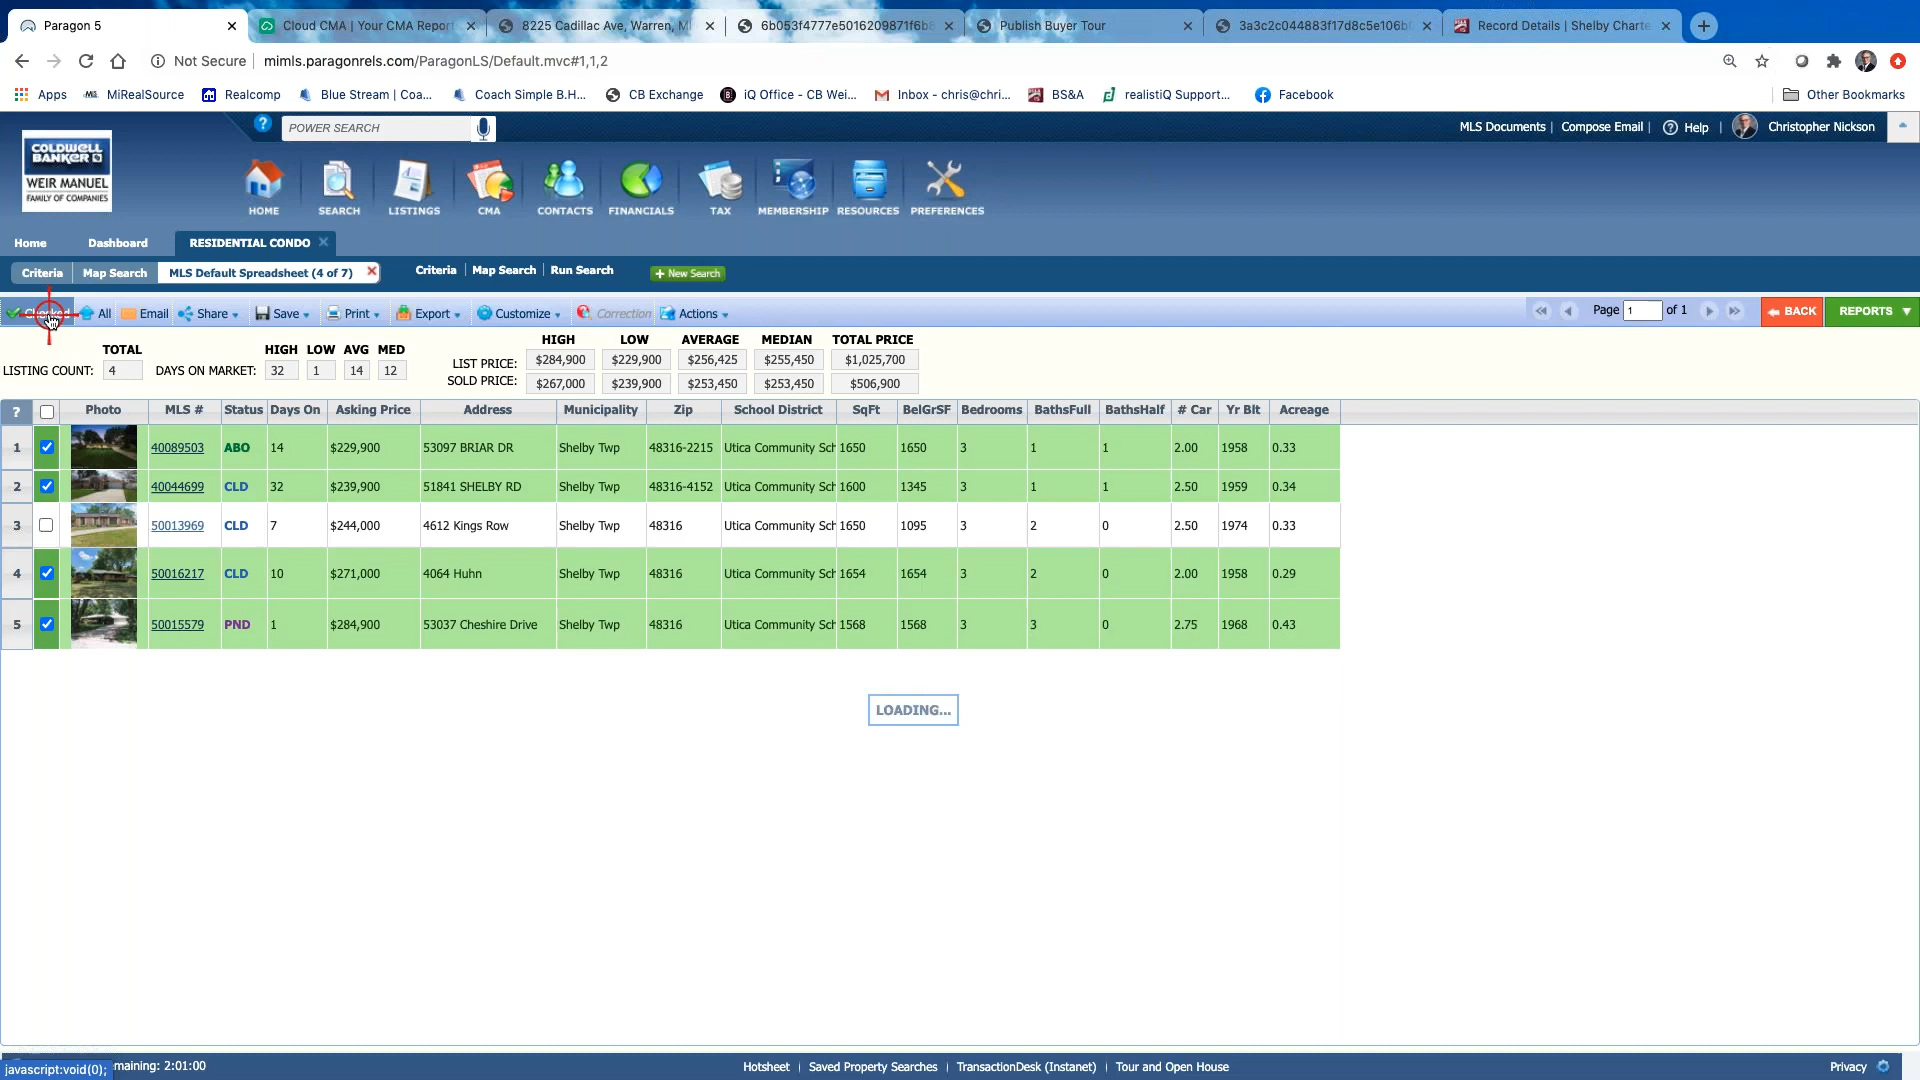 Paragon 5
Cloud CMA | Your CMA Report
8225 Cadillac Ave, Warren, MI
6b053f4777e5016209871f6b8
Publish Buyer Tour
3a3c2c044883f17d8c5e106bf
Record Details | Shelby Charte
Not Secure
mimls.paragonrels.com/ParagonLS/Default.mvc#1,1,2
Apps
MiRealSource
Realcomp
Blue Stream | Coa...
Coach Simple B.H...
CB Exchange
iQ Office - CB Wei...
Inbox - chris@chri...
BS&A
realistiQ Support...
Facebook
Other Bookmarks
COLDWELL BANKER
WEIR MANUEL
FAMILY OF COMPANIES
?
POWER SEARCH
MLS Documents | Compose Email | Help | Christopher Nickson
HOME SEARCH LISTINGS CMA CONTACTS FINANCIALS TAX MEMBERSHIP RESOURCES PREFERENCES
Home Dashboard RESIDENTIAL CONDO
Criteria Map Search MLS Default Spreadsheet (4 of 7) Criteria | Map Search | Run Search + New Search
All Email Share Save Print Export Customize Correction Actions
Page 1 of 1 BACK REPORTS
TOTAL HIGH LOW AVG MED HIGH LOW AVERAGE MEDIAN TOTAL PRICE
LISTING COUNT: 4 DAYS ON MARKET: 32 1 14 12
LIST PRICE: $284,900 $229,900 $256,425 $255,450 $1,025,700
SOLD PRICE: $267,000 $239,900 $253,450 $253,450 $506,900
? Photo MLS # Status Days On Asking Price Address Municipality Zip School District SqFt BelGrSF Bedrooms BathsFull BathsHalf # Car Yr Blt Acreage
1 40089503 ABO 14 $229,900 53097 BRIAR DR Shelby Twp 48316-2215 Utica Community Sch 1650 1650 3 1 1 2.00 1958 0.33
2 40044699 CLD 32 $239,900 51841 SHELBY RD Shelby Twp 48316-4152 Utica Community Sch 1600 1345 3 1 1 2.50 1959 0.34
3 50013969 CLD 7 $244,000 4612 Kings Row Shelby Twp 48316 Utica Community Sch 1650 1095 3 2 0 2.50 1974 0.33
4 50016217 CLD 10 $271,000 4064 Huhn Shelby Twp 48316 Utica Community Sch 1654 1654 3 2 0 2.00 1958 0.29
5 50015579 PND 1 $284,900 53037 Cheshire Drive Shelby Twp 48316 Utica Community Sch 1568 1568 3 3 0 2.75 1968 0.43
LOADING...
javascript:void(0); maining: 2:01:00
Hotsheet | Saved Property Searches | TransactionDesk (Instanet) | Tour and Open House
Privacy